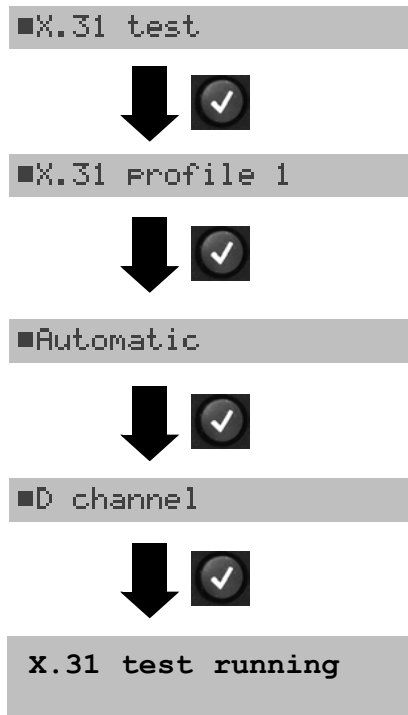 ■X.31 test
■X.31 profile 1
■Automatic
■D channel
X.31 test running